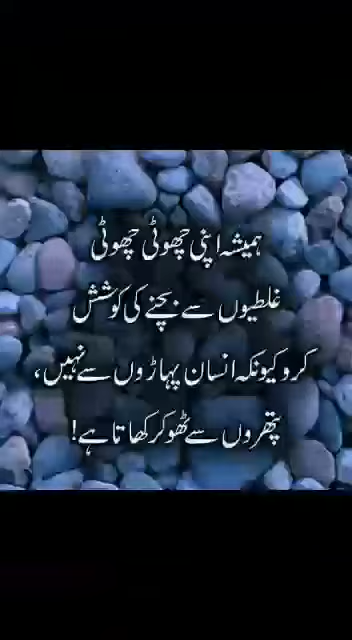 ہمیشہ اپنی چھوٹی چھوٹی
غلطیوں سے بچنے کی کوشش
کرو کیونکہ انسان پہاڑوں سے نہیں،
پتھروں سے ٹھوکر کھاتا ہے!